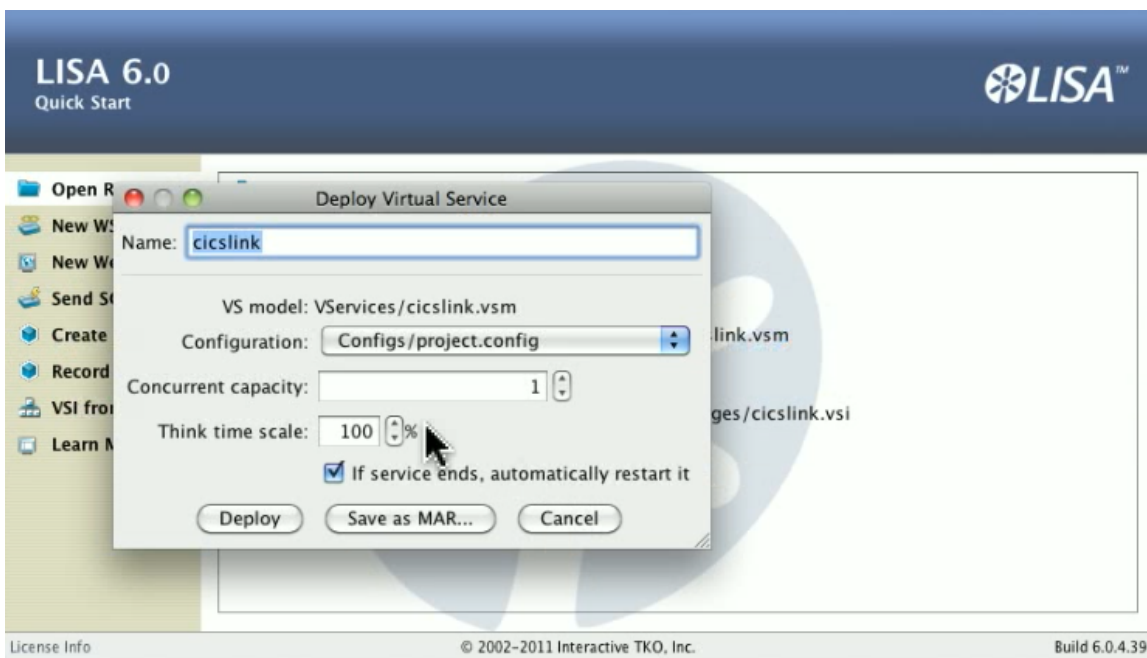 LISA 6.0
Quick Start
LISA™
Open R
Deploy Virtual Service
New WS
Name: cicslink
New We
Send SO
VS model: VServices/cicslink.vsm
Create
Configuration: Configs/project.config
link.vsm
Record
Concurrent capacity: 1
VSI from
ges/cicslink.vsi
Think time scale: 100 %
Learn M
If service ends, automatically restart it
Deploy Save as MAR... Cancel
License Info © 2002-2011 Interactive TKO, Inc. Build 6.0.4.39